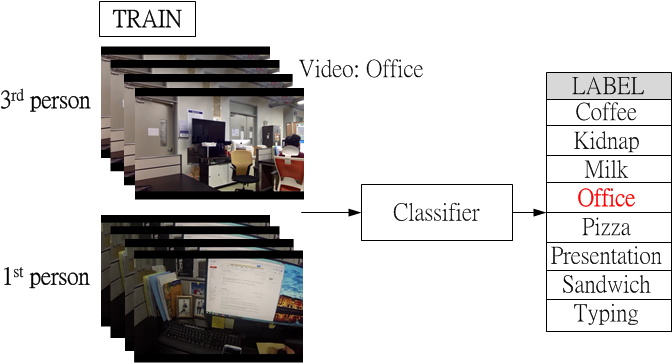 TRAIN
Video: Office
3rd person
1st person
Classifier
LABEL
Coffee
Kidnap
Milk
Office
Pizza
Presentation
Sandwich
Typing